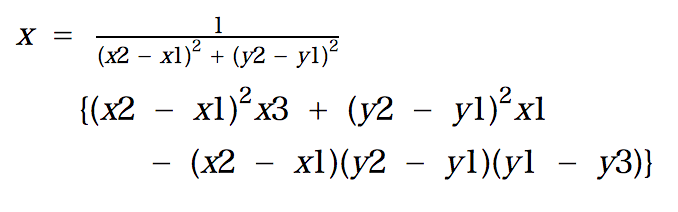 x = 1 / (x2 − x1)² + (y2 − y1)²
{(x2 − x1)²x3 + (y2 − y1)²x1
− (x2 − x1)(y2 − y1)(y1 − y3)}